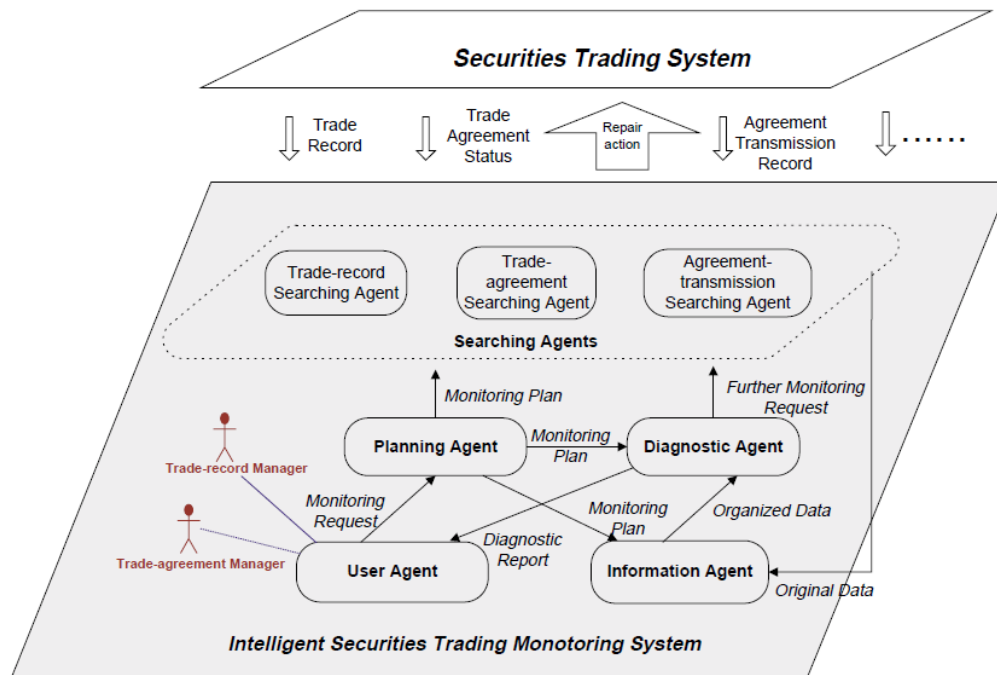 Securities Trading System
Trade
Record
Trade
Agreement
Status
Repair
action
Agreement
Transmission
Record
......
Trade-record
Searching Agent
Trade-
agreement
Searching Agent
Agreement-
transmission
Searching Agent
Searching Agents
Monitoring Plan
Further Monitoring
Request
Planning Agent
Monitoring
Plan
Diagnostic Agent
Trade-record Manager
Monitoring
Request
Monitoring
Plan
Organized Data
Trade-agreement Manager
Diagnostic
Report
User Agent
Information Agent
Original Data
Intelligent Securities Trading Monotoring System